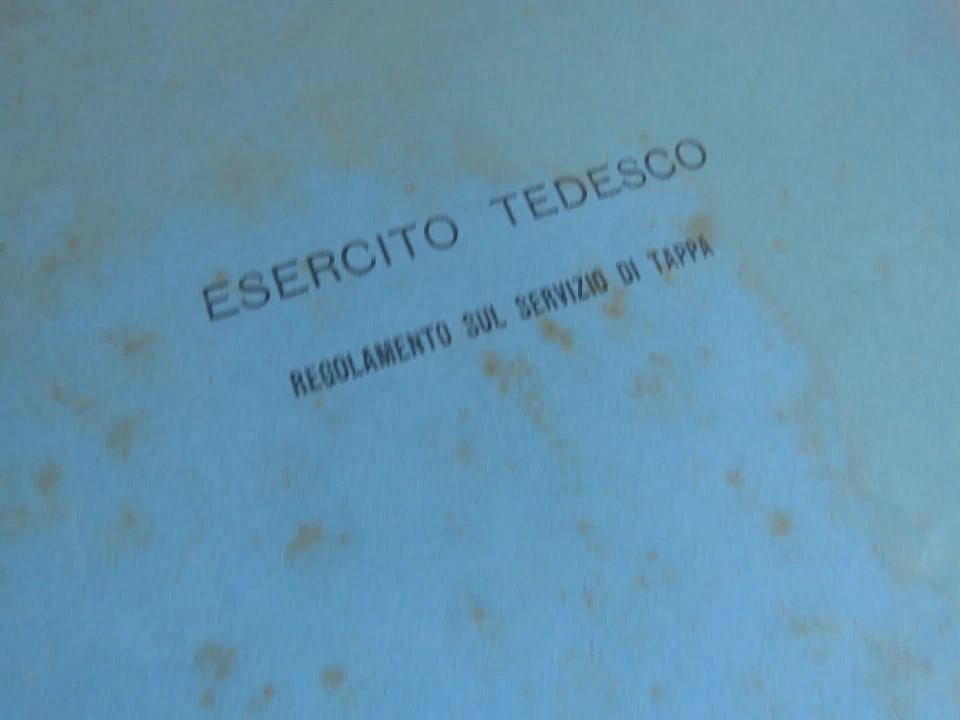 ESERCITO TEDESCO
REGOLAMENTO SUL SERVIZIO DI TAPPA